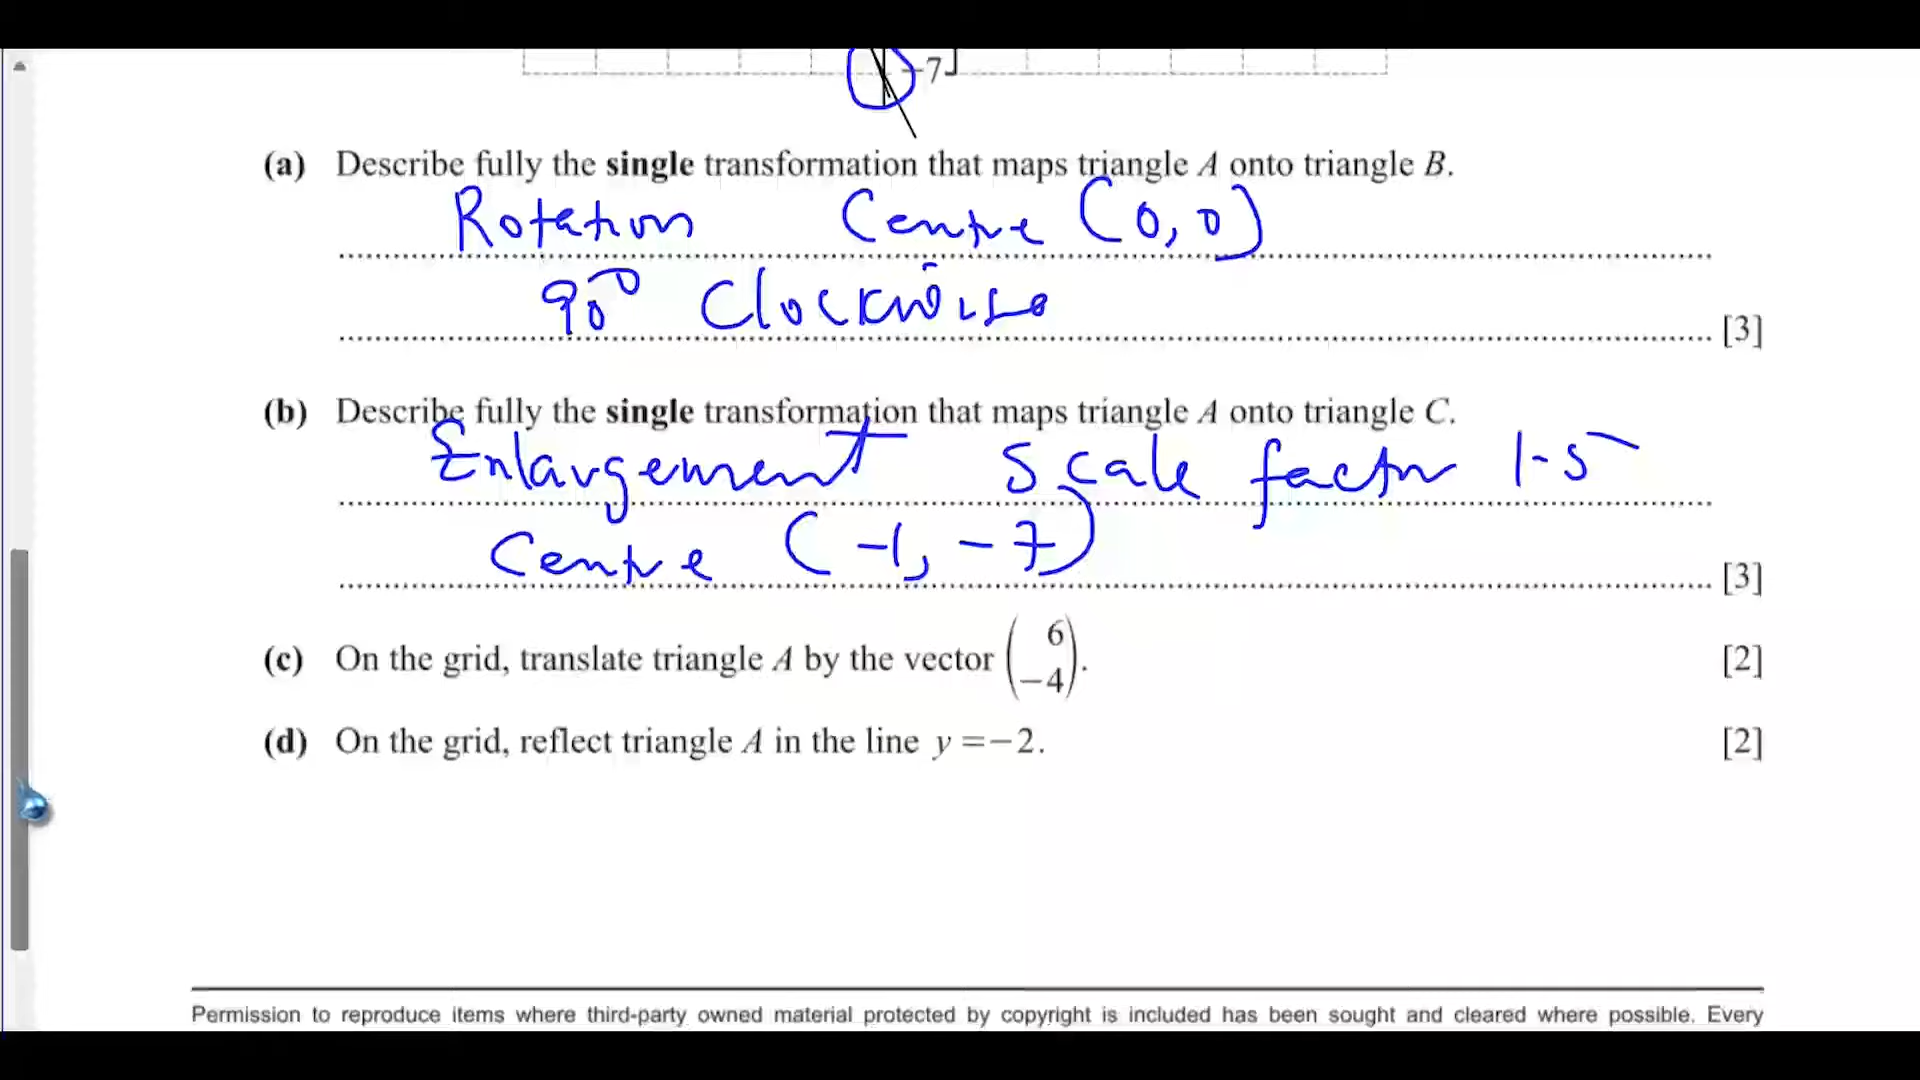 -7
(a) Describe fully the single transformation that maps triangle A onto triangle B.
Rotation Centre (0,0)
90° Clockwise
[3]
(b) Describe fully the single transformation that maps triangle A onto triangle C.
Enlargement Scale factor 1.5
Centre (-1, -7)
[3]
(c) On the grid, translate triangle A by the vector (6 −4). [2]
(d) On the grid, reflect triangle A in the line y =−2. [2]
Permission to reproduce items where third-party owned material protected by copyright is included has been sought and cleared where possible. Every